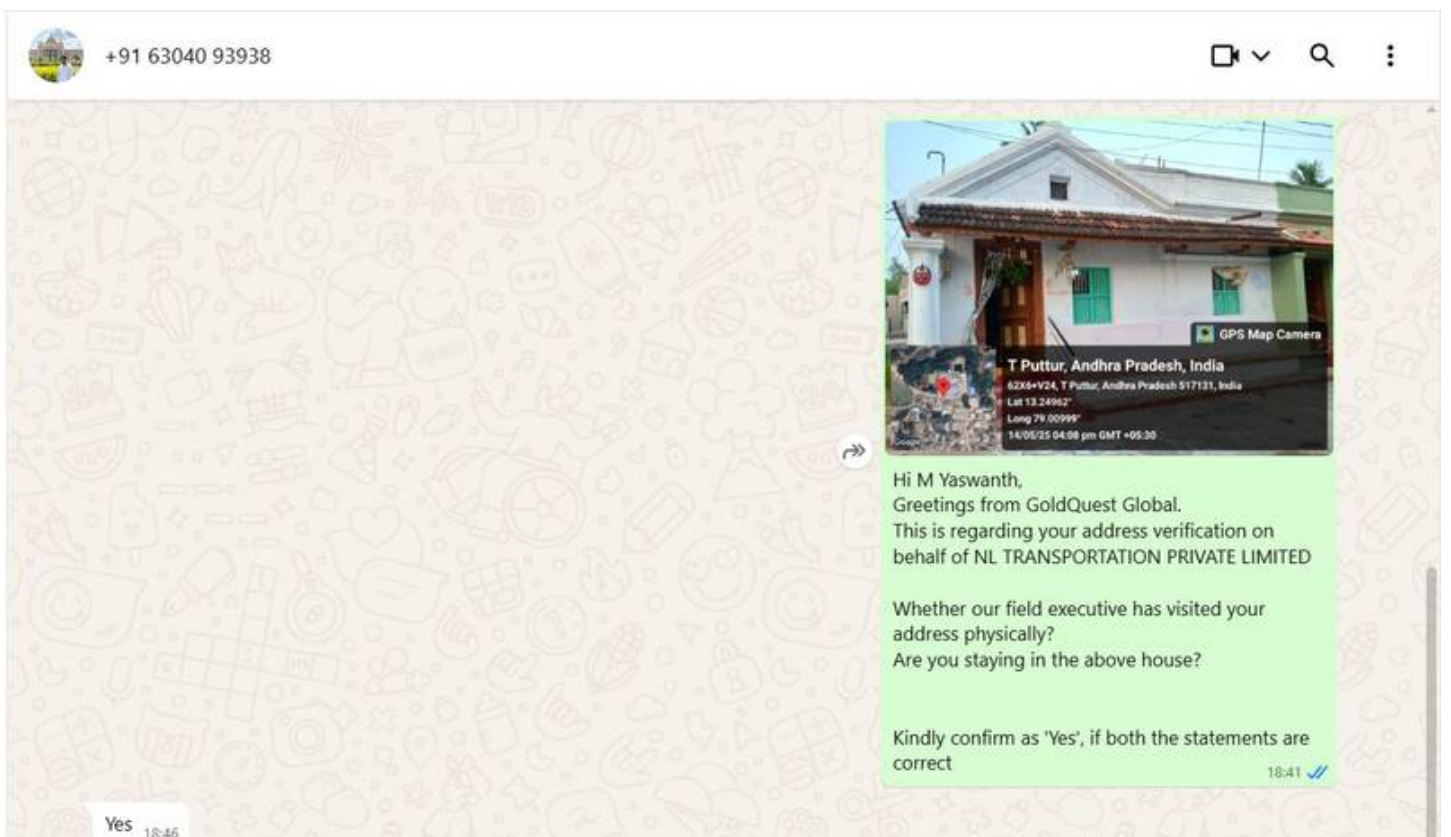 +91 63040 93938
GPS Map Camera
T Puttur, Andhra Pradesh, India
62X6+V24, T Puttur, Andhra Pradesh 517131, India
Lat 13.24962°
Long 79.00999°
14/05/25 04:08 pm GMT +05:30
Google
Hi M Yaswanth,
Greetings from GoldQuest Global.
This is regarding your address verification on
behalf of NL TRANSPORTATION PRIVATE LIMITED
Whether our field executive has visited your
address physically?
Are you staying in the above house?
Kindly confirm as 'Yes', if both the statements are
correct
18:41
Yes 18:46